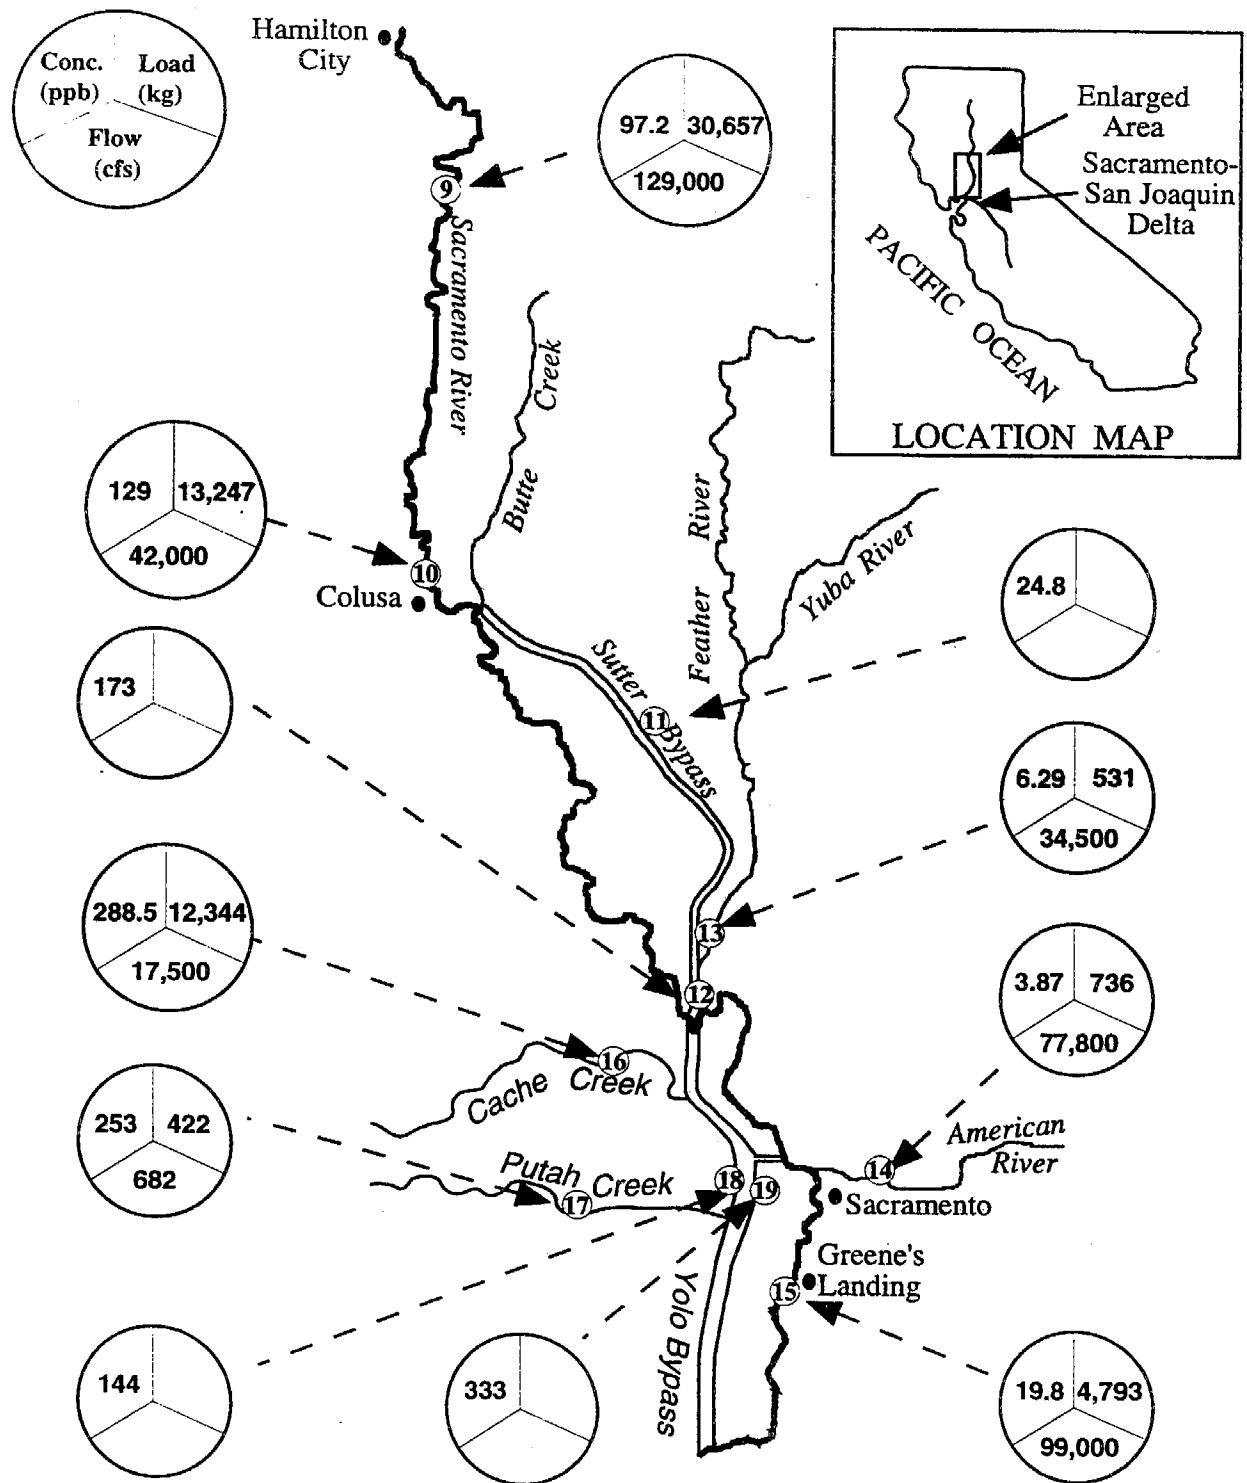 Hamilton
City
Conc.
(ppb)
Load
(kg)
Flow
(cfs)
97.2 30,657
129,000
Enlarged
Area
Sacramento-
San Joaquin
Delta
PACIFIC OCEAN
LOCATION MAP
9
Sacramento River
Butte Creek
Feather River
Yuba River
129 13,247
42,000
10
Colusa
24.8
173
Sutter Bypass
11
6.29 531
34,500
13
12
288.5 12,344
17,500
3.87 736
77,800
16
Cache Creek
253 422
682
American
River
14
Putah Creek
17
18
19
Sacramento
Greene's
Landing
15
Yolo Bypass
144
333
19.8 4,793
99,000